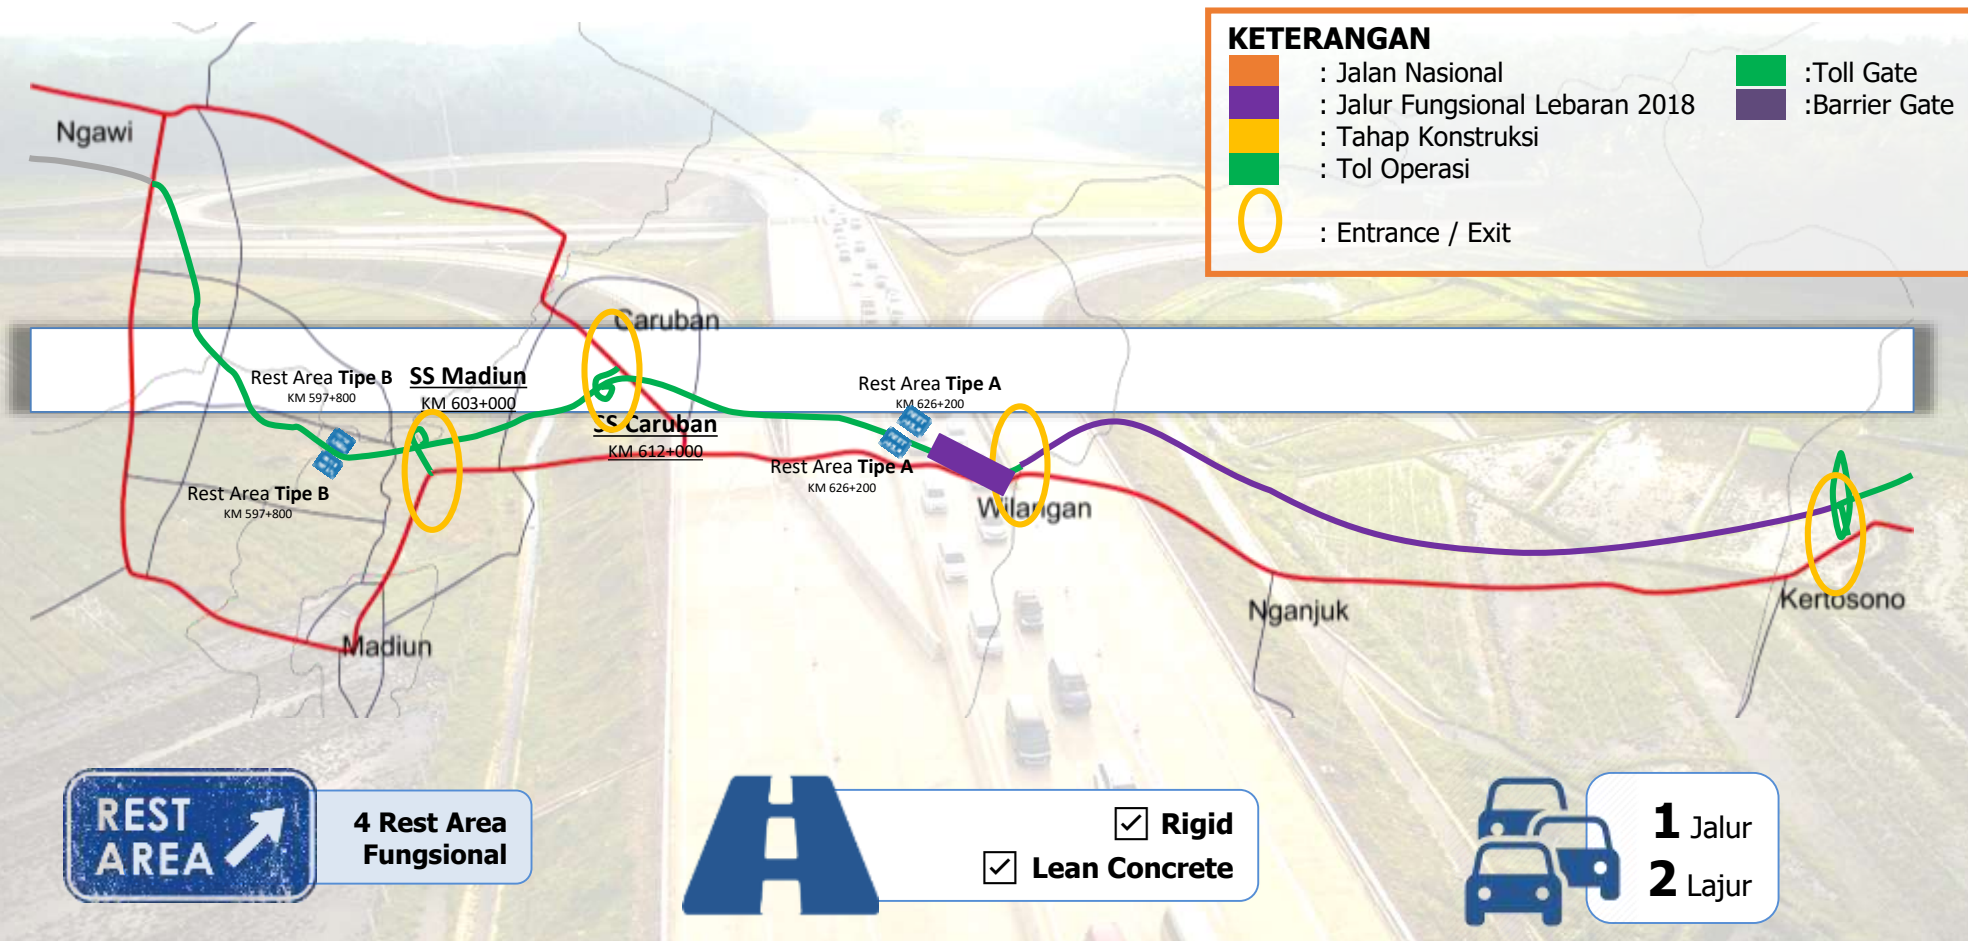 KETERANGAN
: Jalan Nasional
: Jalur Fungsional Lebaran 2018
: Tahap Konstruksi
: Tol Operasi
: Entrance / Exit
:Toll Gate
:Barrier Gate
Ngawi
Caruban
Rest Area Tipe B
KM 597+800
SS Madiun
KM 603+000
Rest Area Tipe A
KM 626+200
SS Caruban
KM 612+000
Rest Area Tipe A
KM 626+200
Rest Area Tipe B
KM 597+800
Wilangan
Nganjuk
Kertosono
Madiun
REST
AREA
4 Rest Area
Fungsional
Rigid
Lean Concrete
1 Jalur
2 Lajur